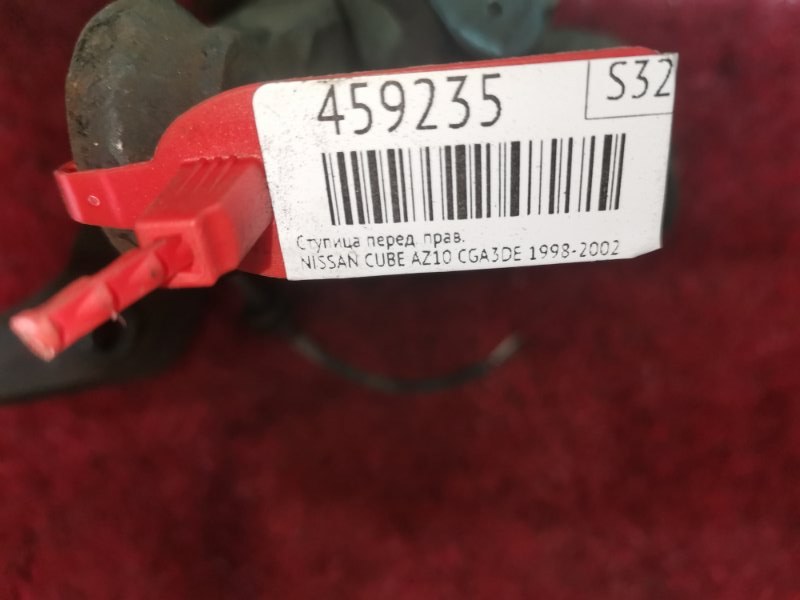 459235
S32
Ступица перед. прав.
NISSAN CUBE AZ10 CGA3DE 1998-2002